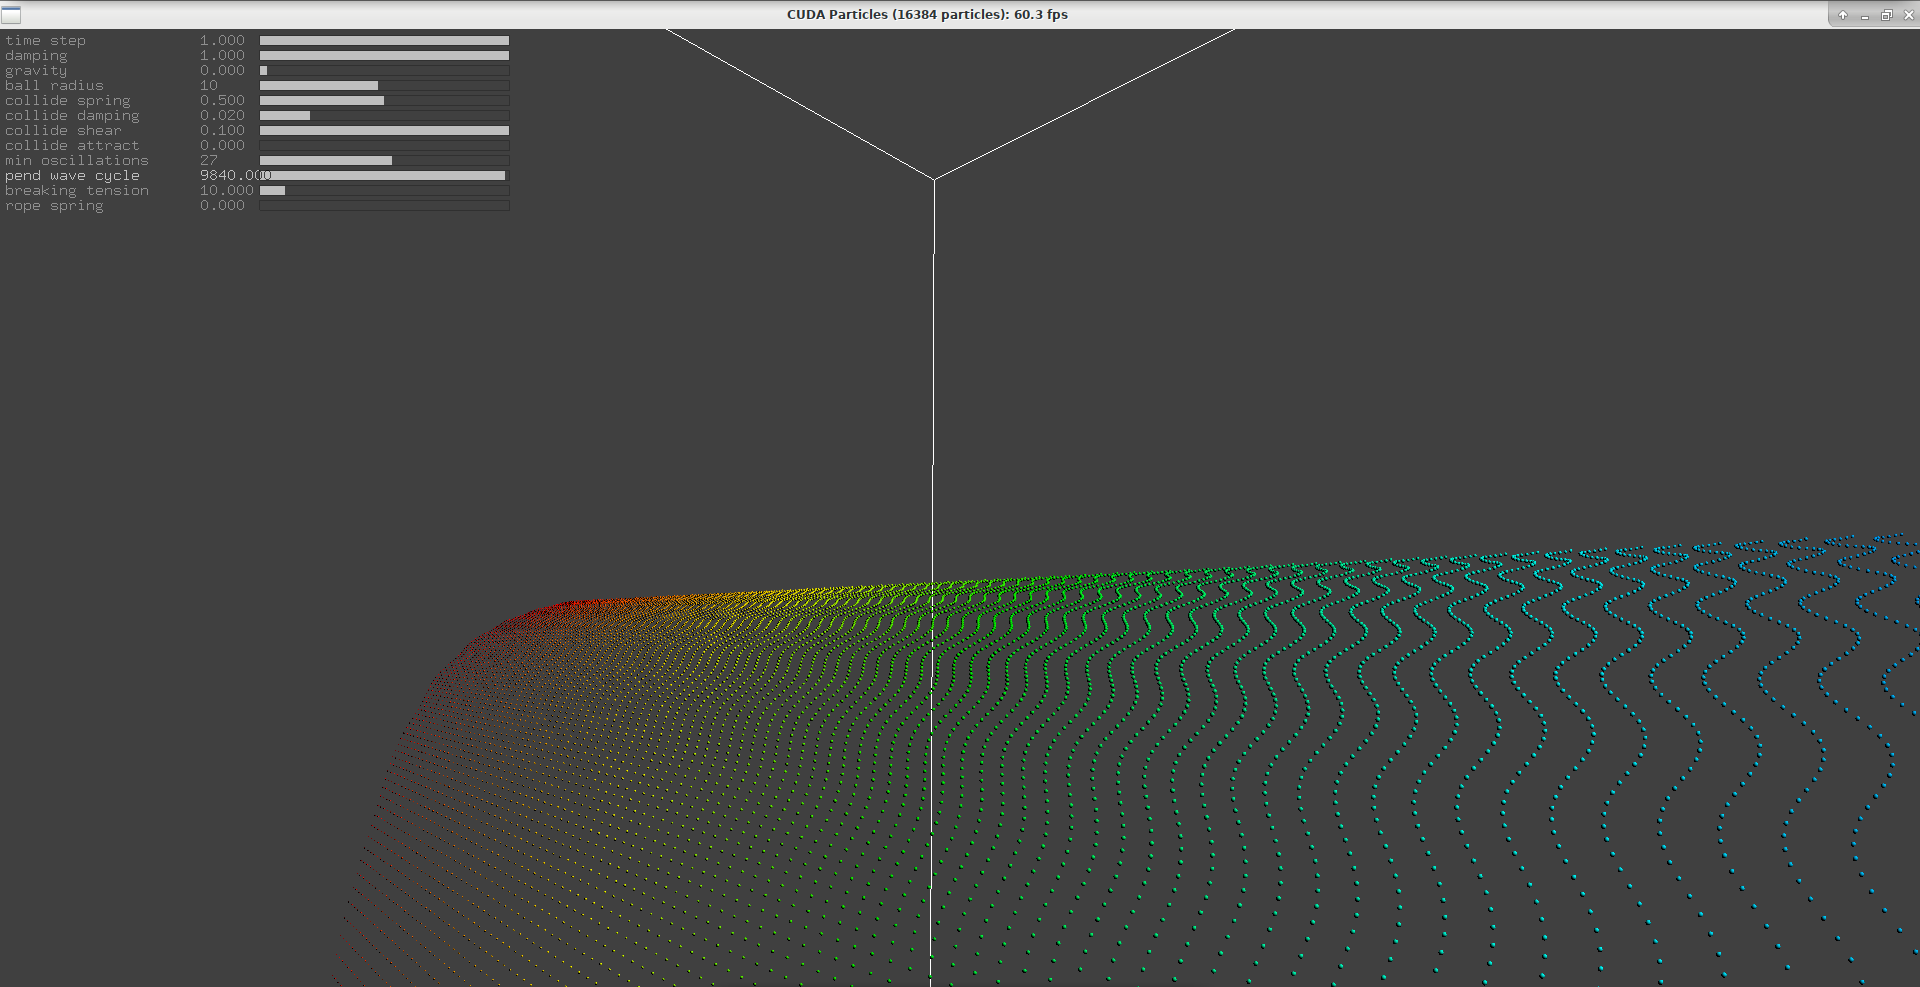 CUDA Particles (16384 particles): 60.3 fps
time step 1.000
damping 1.000
gravity 0.000
ball radius 10
collide spring 0.500
collide damping 0.020
collide shear 0.100
collide attract 0.000
min oscillations 27
pend wave cycle 9840.000
breaking tension 10.000
rope spring 0.000